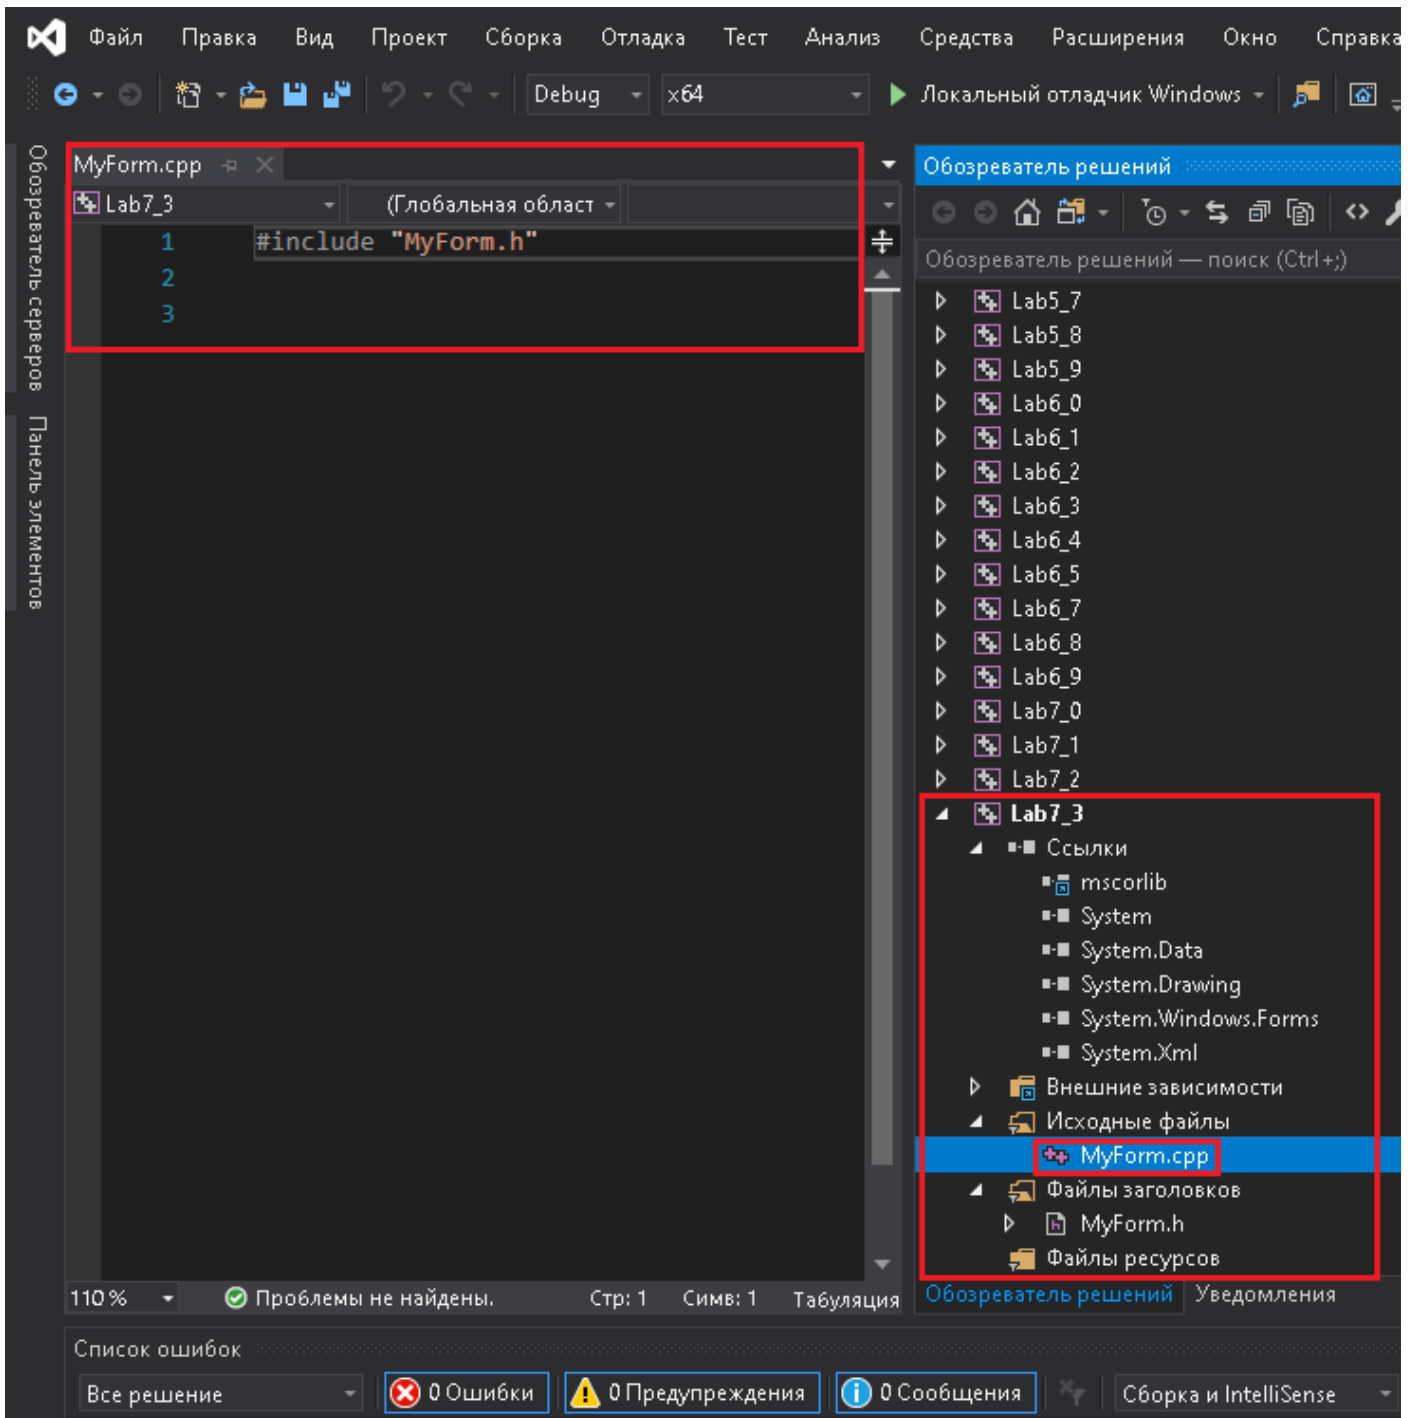 Файл Правка Вид Проект Сборка Отладка Тест Анализ Средства Расширения Окно Справка
Debug x64 Локальный отладчик Windows
Обозреватель серверов
Панель элементов
MyForm.cpp
Lab7_3 (Глобальная област
1 #include "MyForm.h"
2
3
110 % Проблемы не найдены. Стр: 1 Симв: 1 Табуляция
Обозреватель решений
Обозреватель решений — поиск (Ctrl+;)
Lab5_7
Lab5_8
Lab5_9
Lab6_0
Lab6_1
Lab6_2
Lab6_3
Lab6_4
Lab6_5
Lab6_7
Lab6_8
Lab6_9
Lab7_0
Lab7_1
Lab7_2
Lab7_3
Ссылки
mscorlib
System
System.Data
System.Drawing
System.Windows.Forms
System.Xml
Внешние зависимости
Исходные файлы
MyForm.cpp
Файлы заголовков
MyForm.h
Файлы ресурсов
Обозреватель решений Уведомления
Список ошибок
Все решение 0 Ошибки 0 Предупреждения 0 Сообщения Сборка и IntelliSense